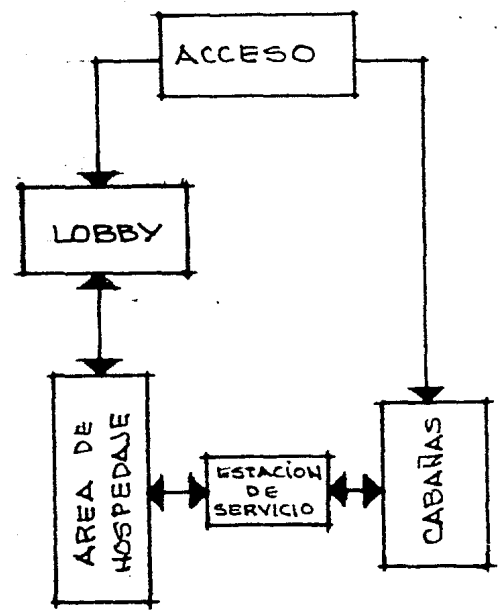 ACCESO
LOBBY
AREA DE
HOSPEDAJE
ESTACION
DE
SERVICIO
CABAÑAS